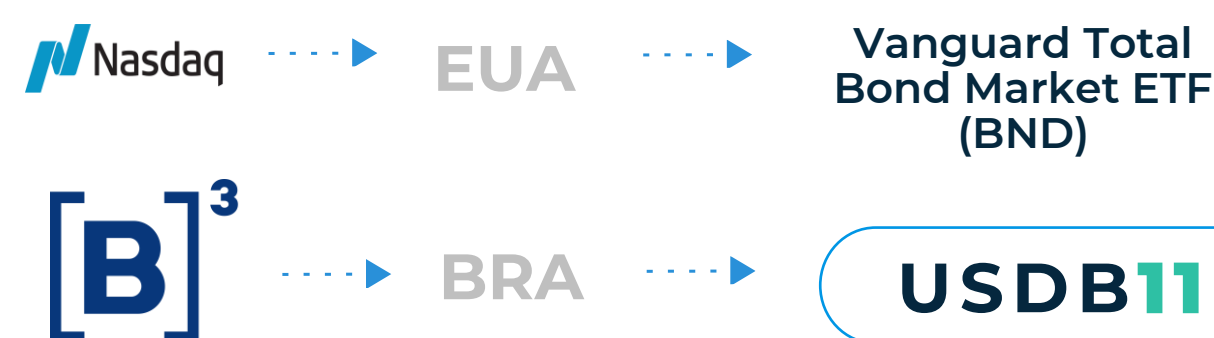 Nasdaq
EUA
Vanguard Total
Bond Market ETF
(BND)
[B]³
BRA
USDB11